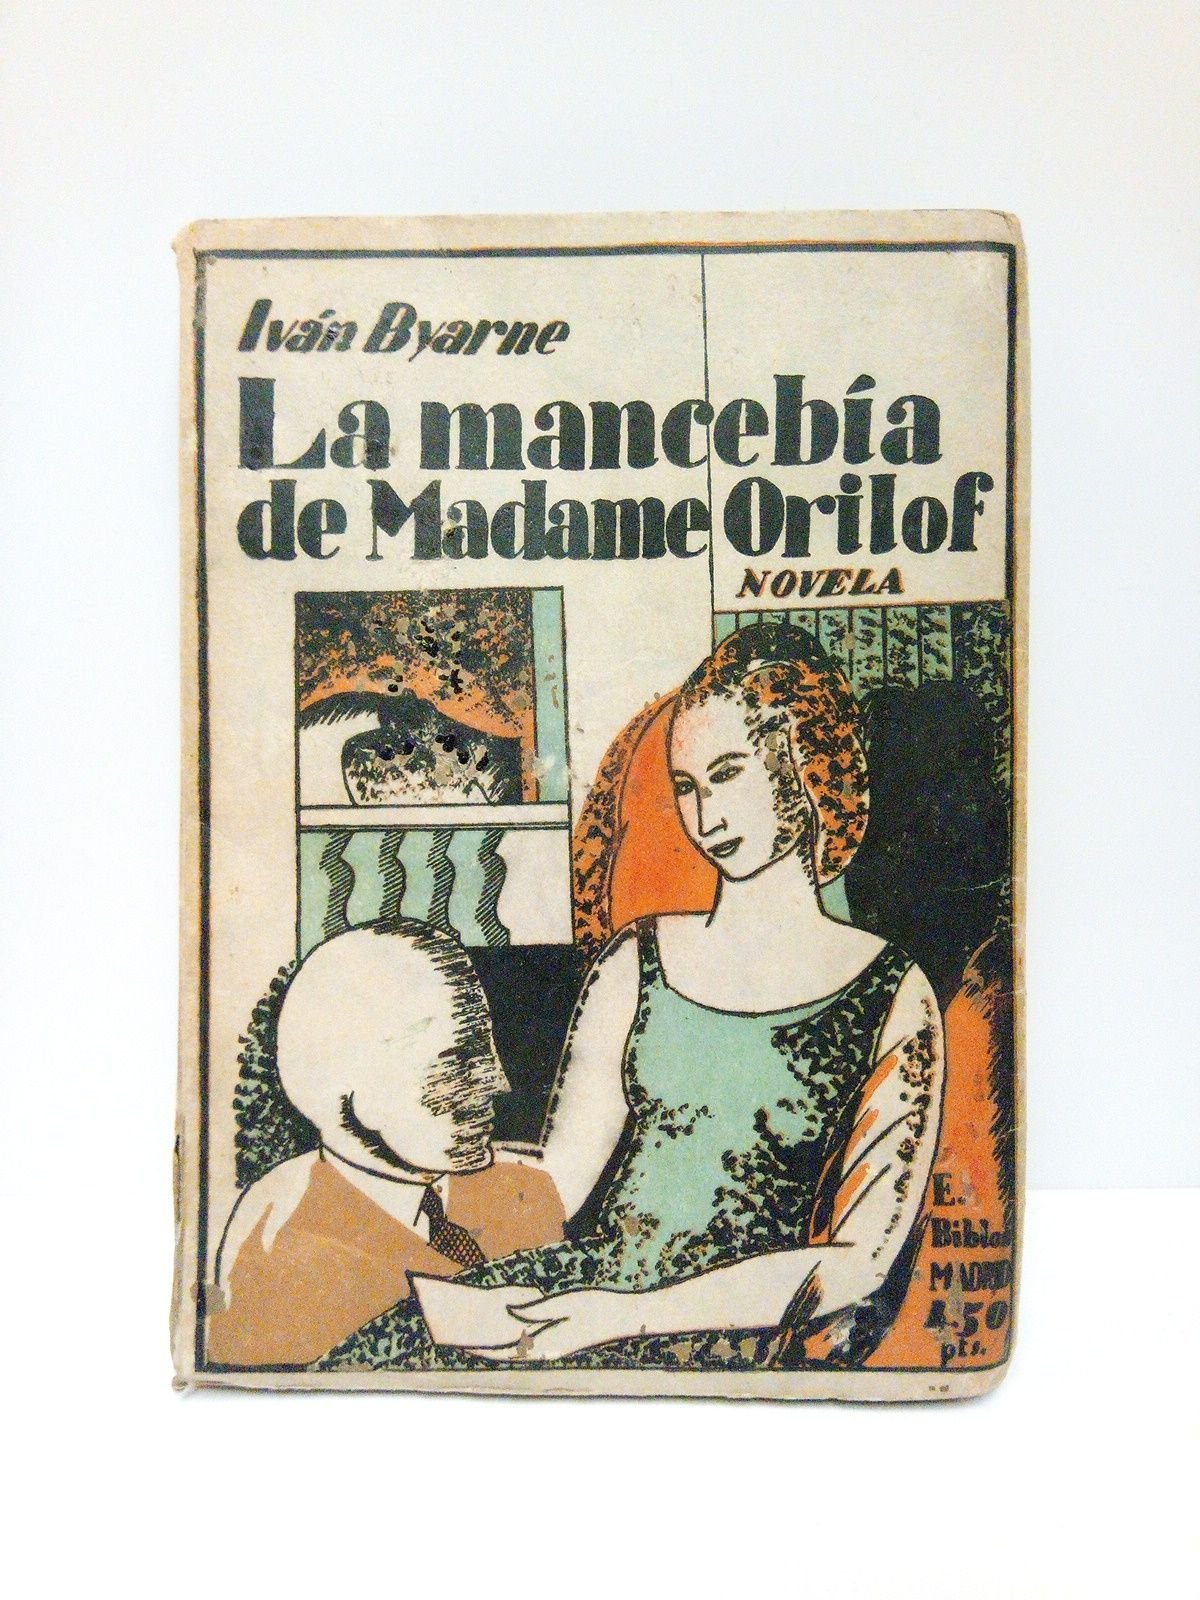 Iván Byarne
La mancebía
de Madame Orilof
NOVELA
MADRID
4.50
pts.